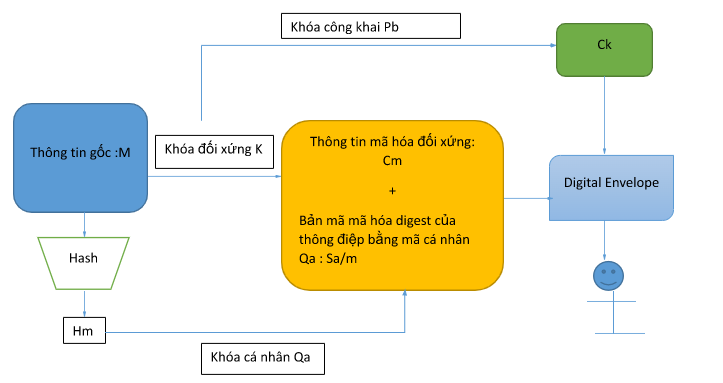 Khóa công khai Pb
Ck
Thông tin gốc :M
Khóa đối xứng K
Thông tin mã hóa đối xứng:
Cm
+
Bản mã mã hóa digest của
thông điệp bằng mã cá nhân
Qa : Sa/m
Digital Envelope
Hash
Hm
Khóa cá nhân Qa